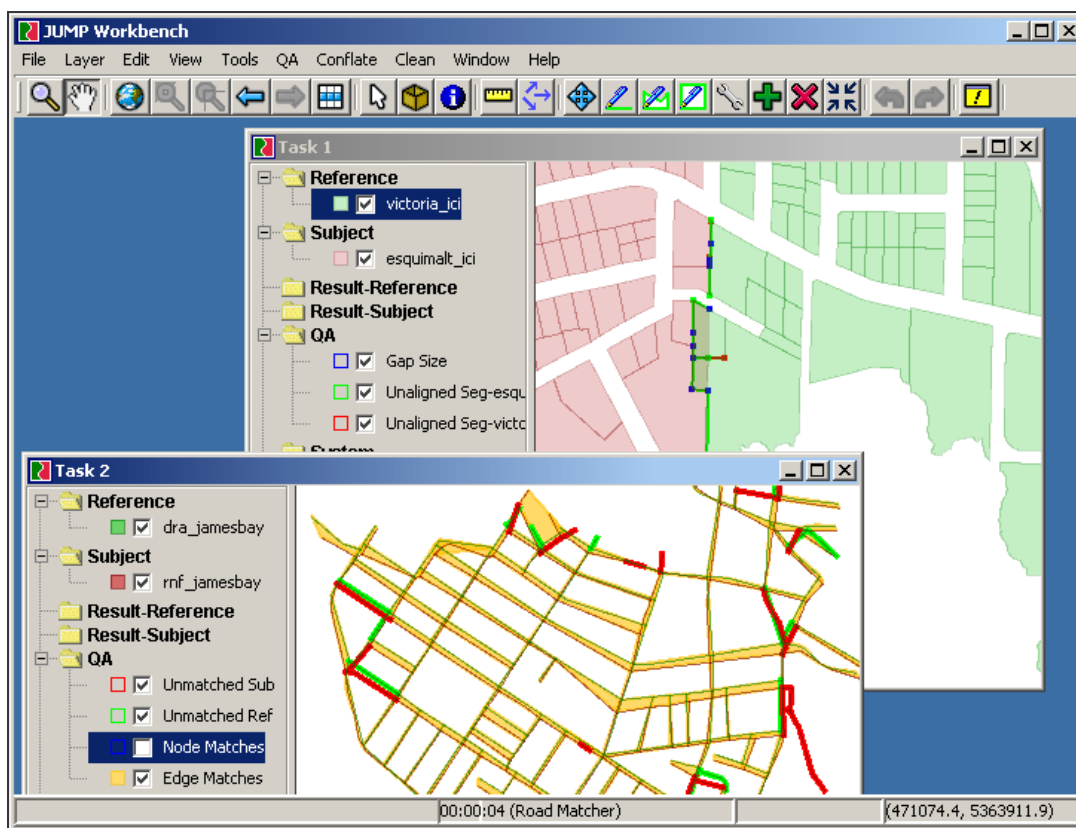 JUMP Workbench
File Layer Edit View Tools QA Conflate Clean Window Help
Task 1
Reference
victoria_ici
Subject
esquimalt_ici
Result-Reference
Result-Subject
QA
Gap Size
Unaligned Seg-esqu
Unaligned Seg-victo
System
Task 2
Reference
dra_jamesbay
Subject
rnf_jamesbay
Result-Reference
Result-Subject
QA
Unmatched Sub
Unmatched Ref
Node Matches
Edge Matches
00:00:04 (Road Matcher) (471074.4, 5363911.9)